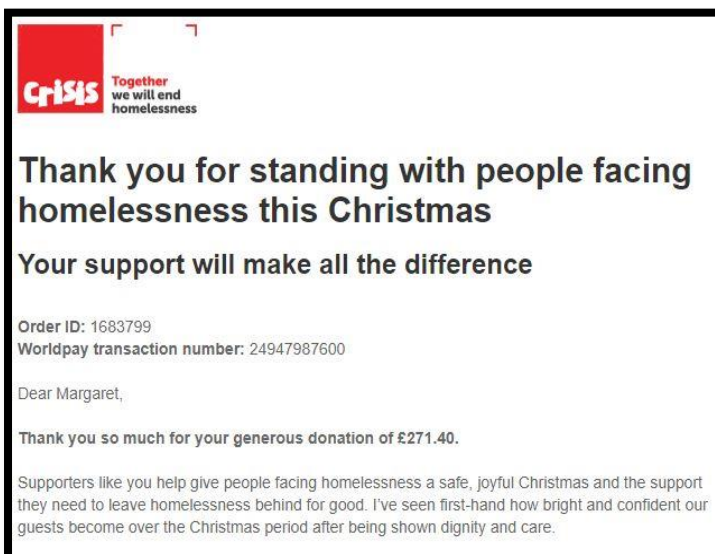 Crisis
Together
we will end
homelessness
Thank you for standing with people facing
homelessness this Christmas
Your support will make all the difference
Order ID: 1683799
Worldpay transaction number: 24947987600
Dear Margaret,
Thank you so much for your generous donation of £271.40.
Supporters like you help give people facing homelessness a safe, joyful Christmas and the support
they need to leave homelessness behind for good. I've seen first-hand how bright and confident our
guests become over the Christmas period after being shown dignity and care.